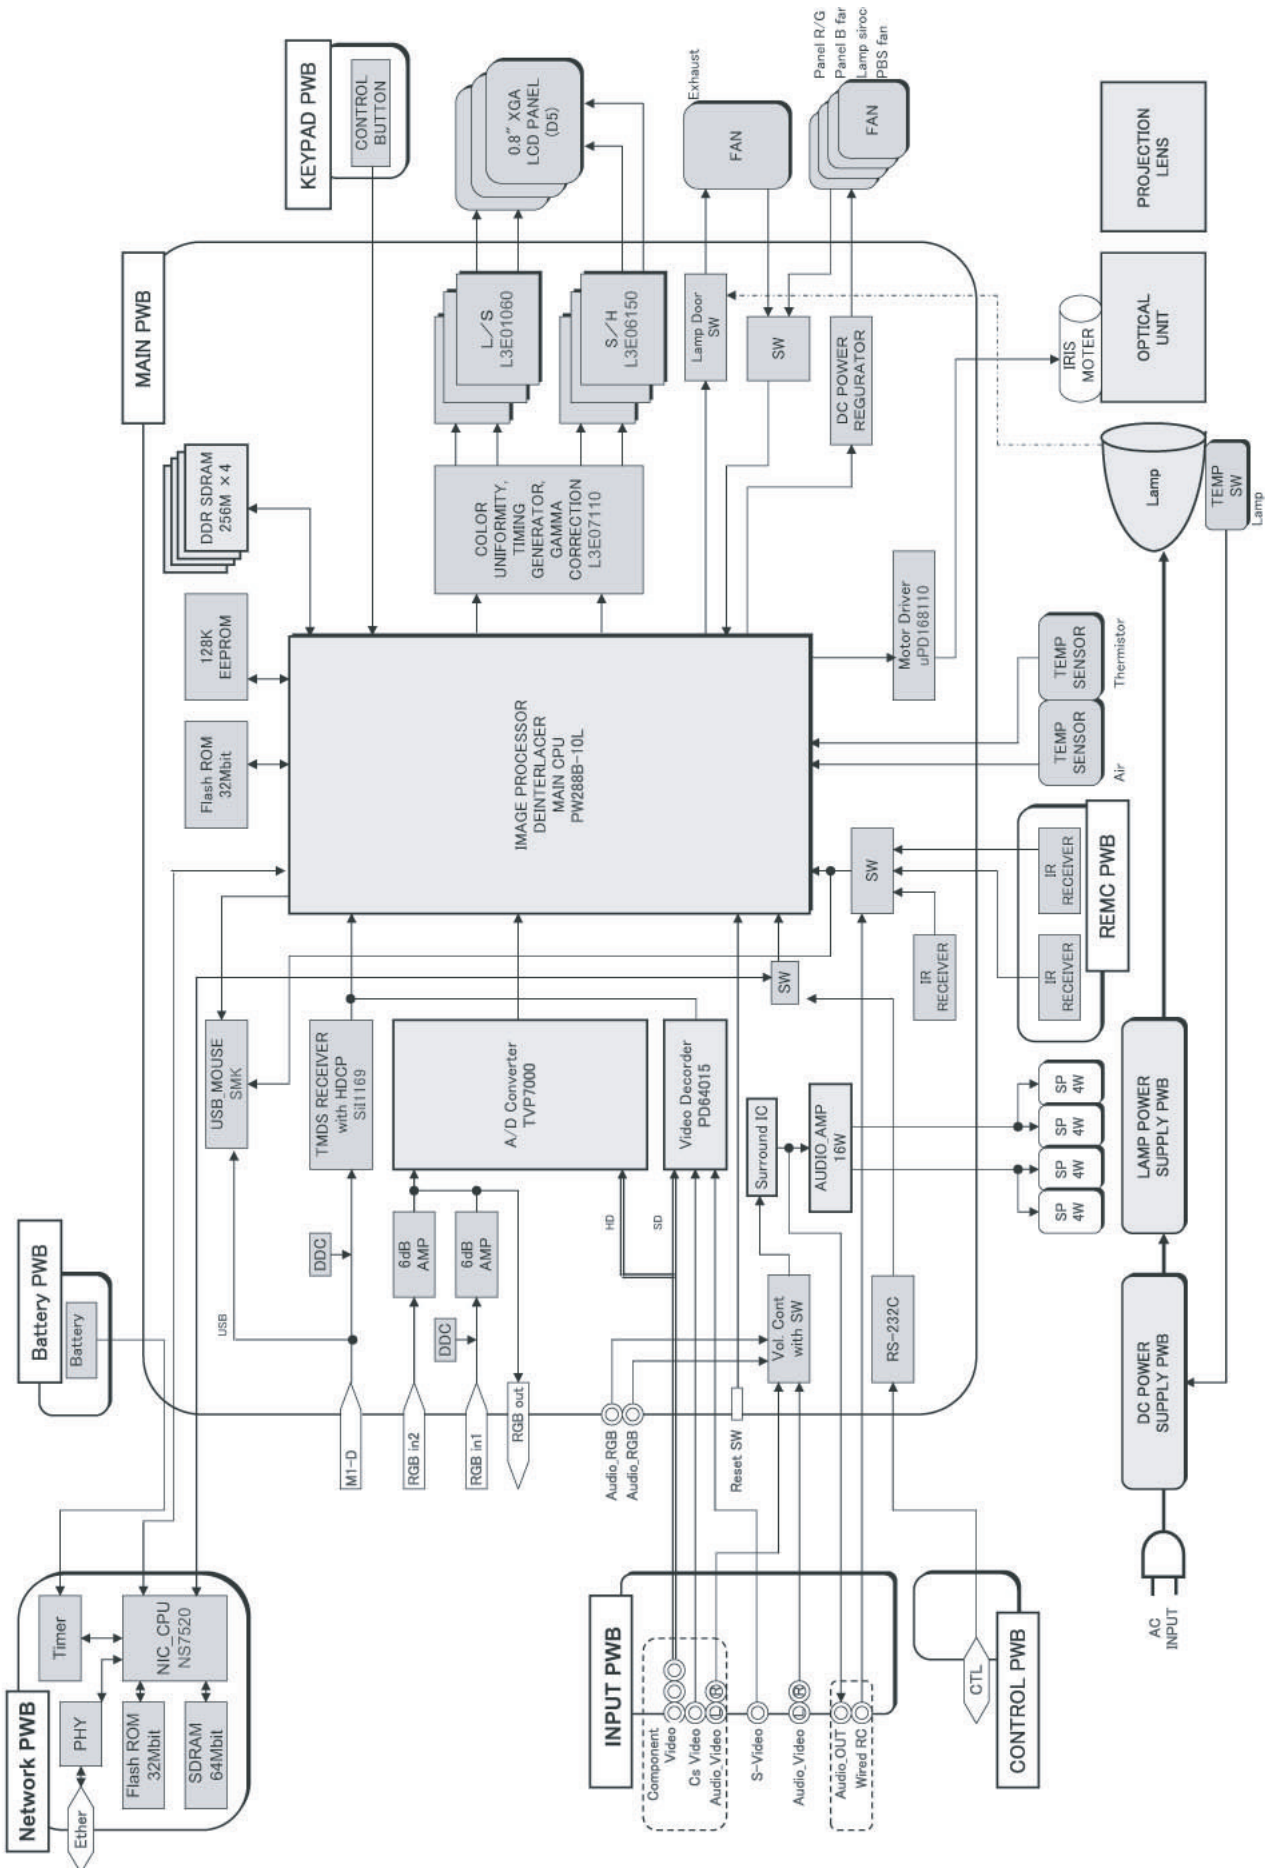 Network PWB
Ether
PHY
Timer
Flash ROM
32Mbit
NIC_CPU
NS7520
SDRAM
64MBit
Battery PWB
Battery
MAIN PWB
KEYPAD PWB
CONTROL
BUTTON
USB
USB_MOUSE
SMK
Flash ROM
32Mbit
128K
EEPROM
DDR SDRAM
256M × 4
M1-D
DDC
TMDS RECEIVER
with HDCP
SiI1169
RGB in2
6dB
AMP
RGB in1
DDC
6dB
AMP
RGB out
A/D Converter
TVP7000
IMAGE PROCESSOR
DEINTERLACER
MAIN CPU
PW288B-10L
COLOR
UNIFORMITY,
TIMING
GENERATOR,
GAMMA
CORRECTION
L3E07110
L/S
L3E01060
S/H
L3E06150
0.8" XGA
LCD PANEL
(D5)
HD
SD
Audio_RGB
Audio_RGB
Video Decorder
PD64015
Reset SW
Vol. Cont
with SW
Surround IC
AUDIO_AMP
16W
SW
SW
Lamp Door
SW
SW
DC POWER
REGURATOR
FAN
Exhaust
FAN
Panel R/G
Panel B far
Lamp siroc
PBS fan
INPUT PWB
Component
Video
Cs Video
Audio_Video
L
R
S-Video
Audio_Video
L
R
Audio_OUT
Wired RC
RS-232C
IR
RECEIVER
Motor Driver
uPD168110
CTL
CONTROL PWB
SP
4W
SP
4W
SP
4W
SP
4W
IR
RECEIVER
IR
RECEIVER
REMC PWB
TEMP
SENSOR
Air
TEMP
SENSOR
Thermistor
IRIS
MOTER
AC
INPUT
DC POWER
SUPPLY PWB
LAMP POWER
SUPPLY PWB
Lamp
OPTICAL
UNIT
PROJECTION
LENS
TEMP
SW
Lamp